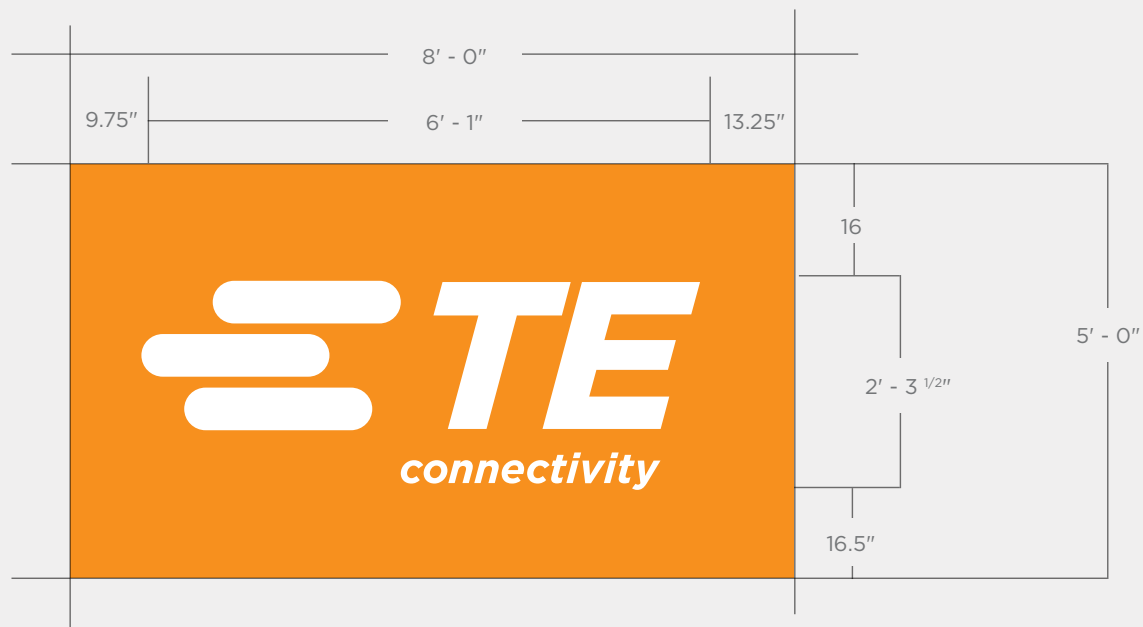 8' - 0"
9.75"
6' - 1"
13.25"
16
5' - 0"
2' - 3 1/2"
TE
connectivity
16.5"